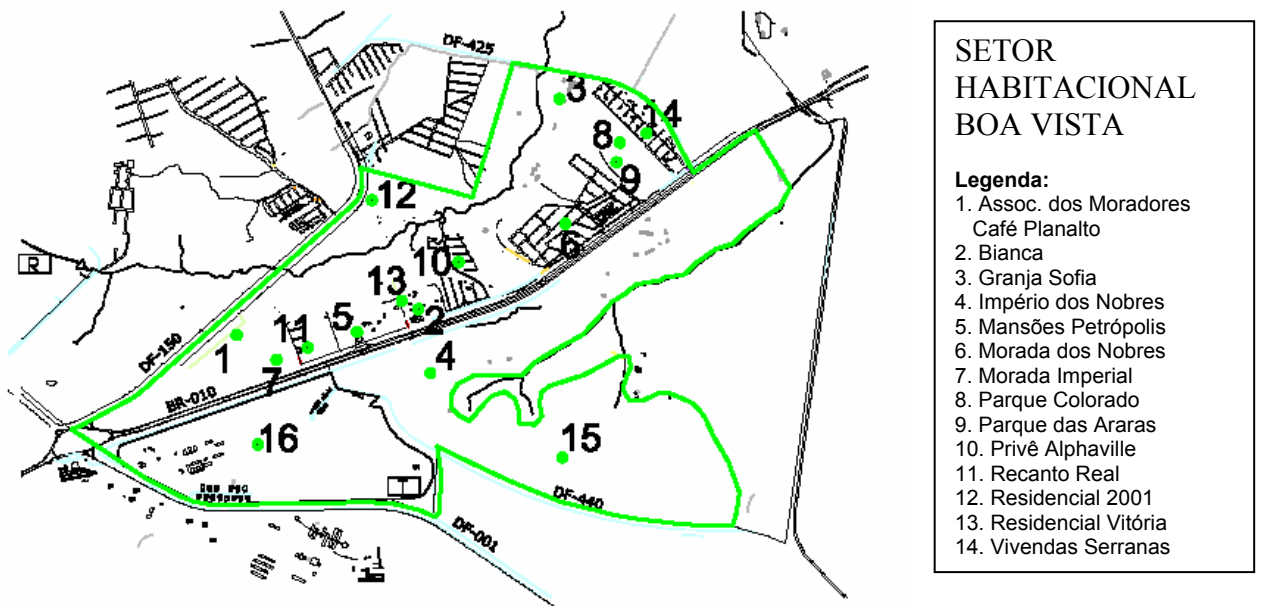 DF-425
3
14
8
9
12
6
10
13
2
5
11
1
7
4
R
DF-150
BR-010
16
15
T
DF-440
DF-001
SETOR
HABITACIONAL
BOA VISTA
Legenda:
1. Assoc. dos Moradores
Café Planalto
2. Bianca
3. Granja Sofia
4. Império dos Nobres
5. Mansões Petrópolis
6. Morada dos Nobres
7. Morada Imperial
8. Parque Colorado
9. Parque das Araras
10. Privê Alphaville
11. Recanto Real
12. Residencial 2001
13. Residencial Vitória
14. Vivendas Serranas